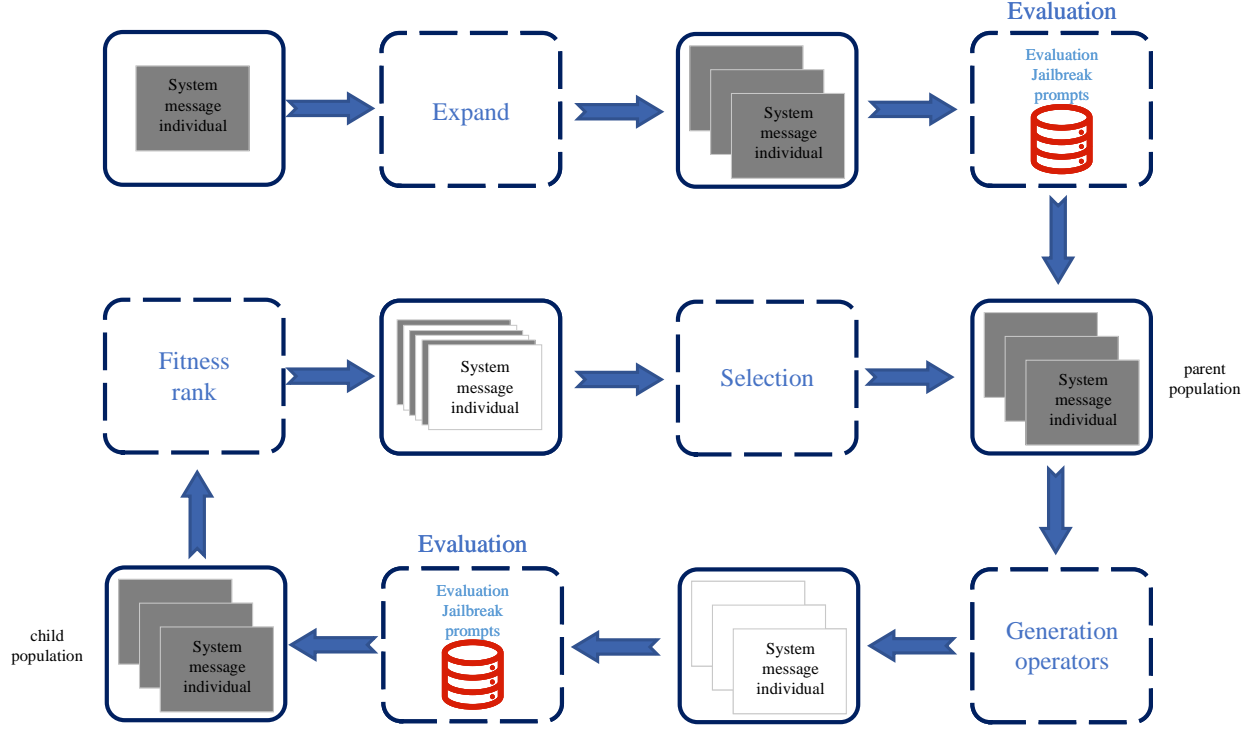 Evaluation
System
message
individual
Expand
System
message
individual
Evaluation
Jailbreak
prompts
Fitness
rank
System
message
individual
Selection
System
message
individual
parent
population
child
population
System
message
individual
Evaluation
Evaluation
Jailbreak
prompts
System
message
individual
Generation
operators